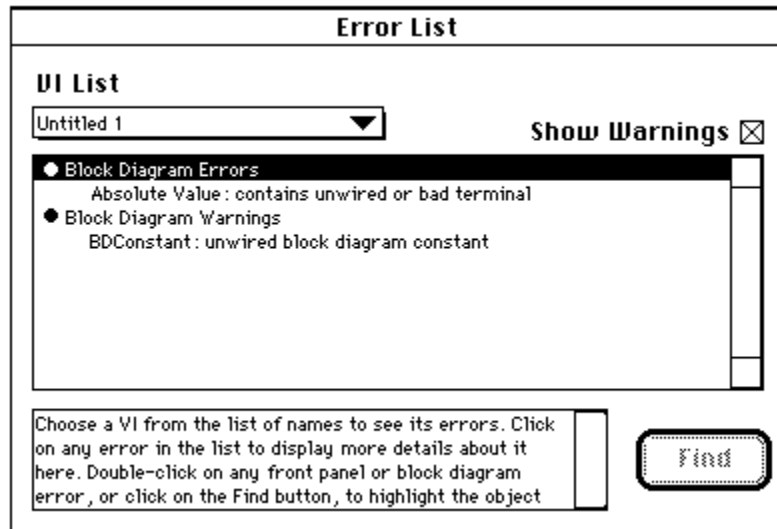 Error List
VI List
Untitled 1
Show Warnings
Block Diagram Errors
Absolute Value: contains unwired or bad terminal
Block Diagram Warnings
BDConstant: unwired block diagram constant
Choose a VI from the list of names to see its errors. Click
on any error in the list to display more details about it
here. Double-click on any front panel or block diagram
error, or click on the Find button, to highlight the object
Find